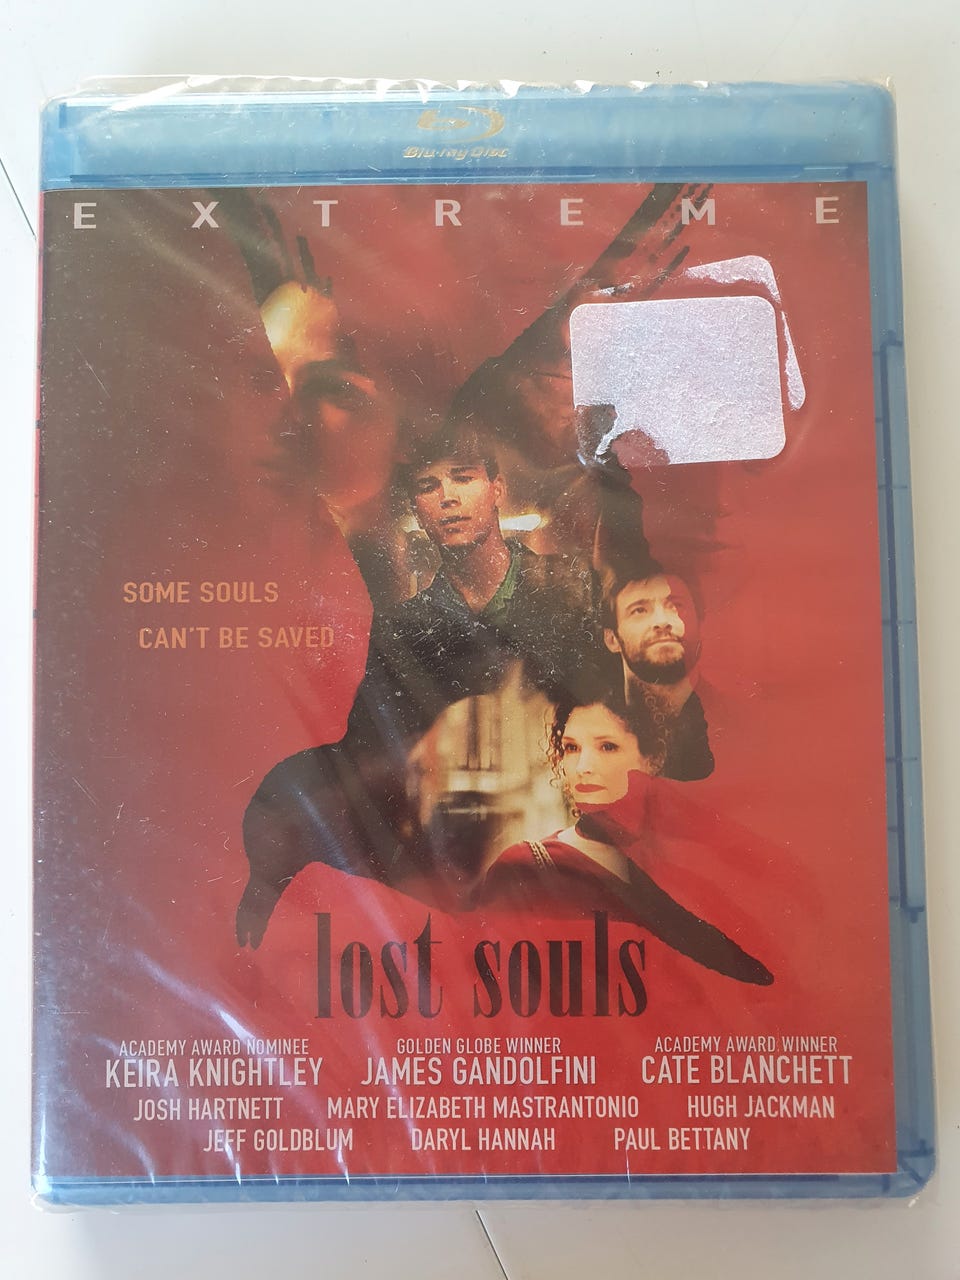 Blu-ray Disc
EXTREME
SOME SOULS
CAN'T BE SAVED
lost souls
ACADEMY AWARD NOMINEE GOLDEN GLOBE WINNER ACADEMY AWARD WINNER
KEIRA KNIGHTLEY JAMES GANDOLFINI CATE BLANCHETT
JOSH HARTNETT MARY ELIZABETH MASTRANTONIO HUGH JACKMAN
JEFF GOLDBLUM DARYL HANNAH PAUL BETTANY